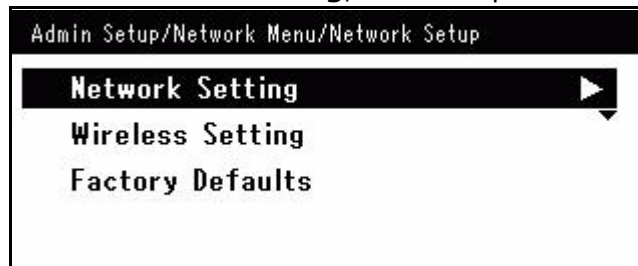 Admin Setup/Network Menu/Network Setup
Network Setting
Wireless Setting
Factory Defaults